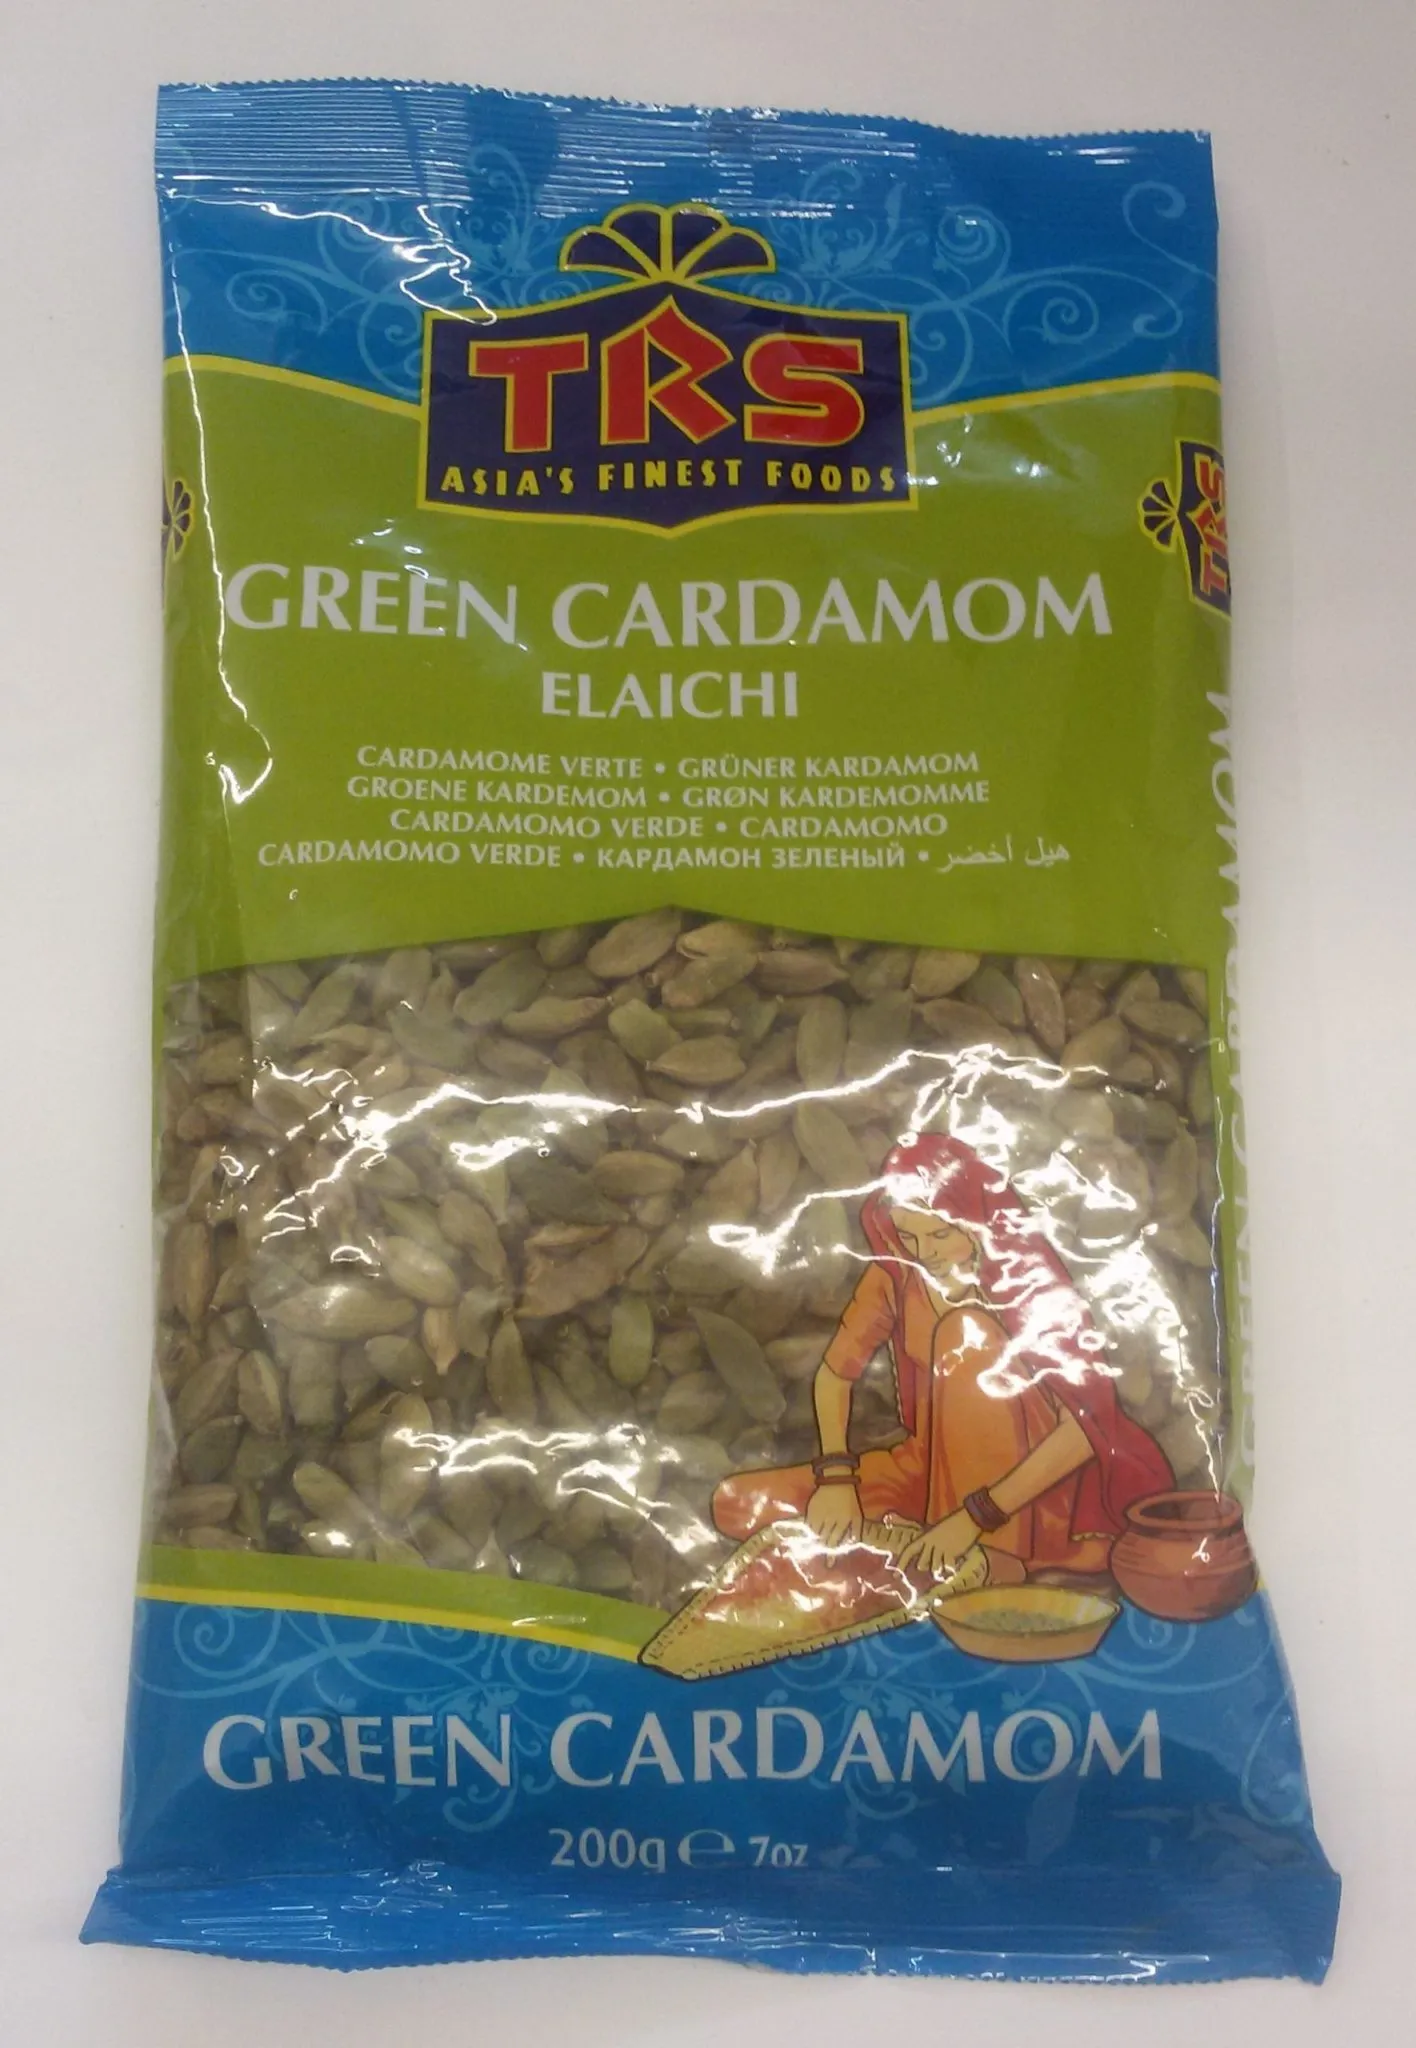 TRS
ASIA'S FINEST FOODS
TRS
GREEN CARDAMOM
ELAICHI
CARDAMOME VERTE • GRÜNER KARDAMOM
GROENE KARDEMOM • GRØN KARDEMOMME
CARDAMOMO VERDE • CARDAMOMO
CARDAMOMO VERDE • КАРДАМОН ЗЕЛЕНЫЙ • هيل أخضر
GREEN CARDAMOM
GREEN CARDAMOM
200g ℮ 7oz